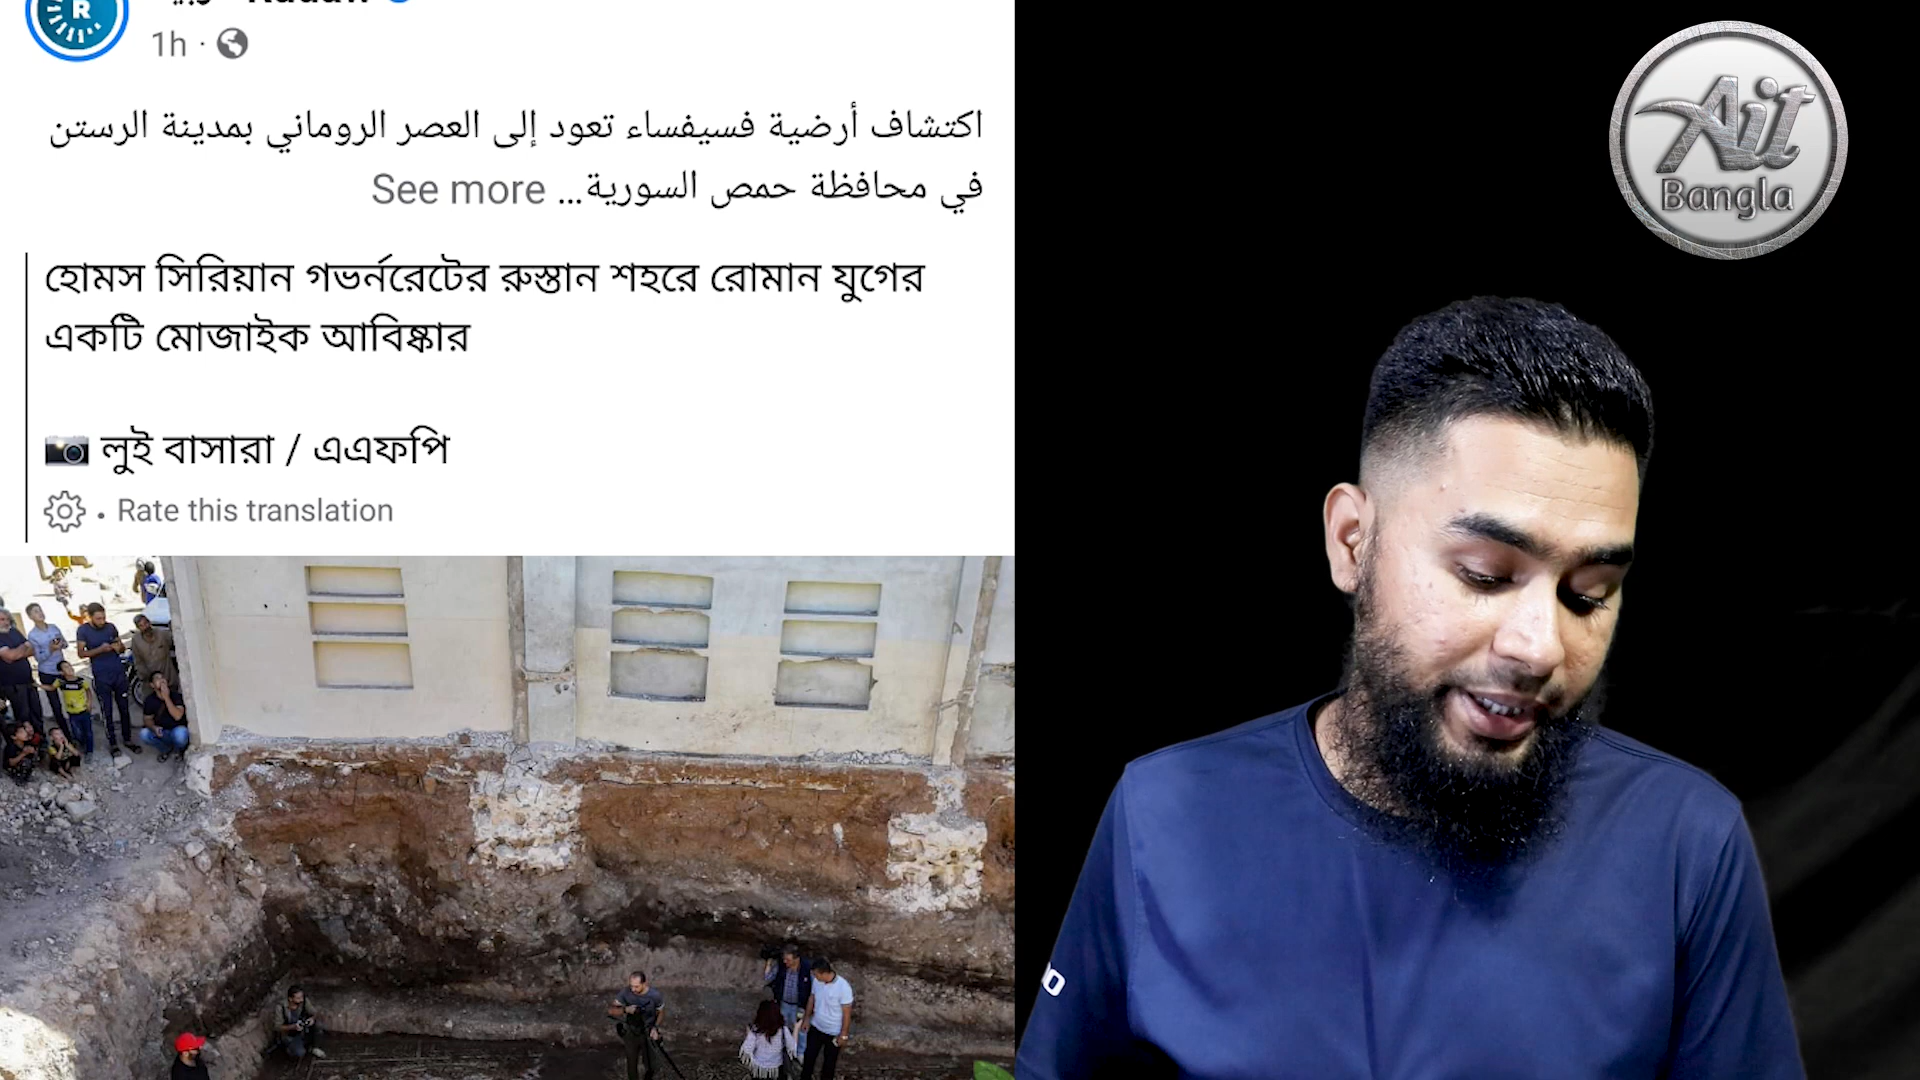 R
1h ·
اكتشاف أرضية فسيفساء تعود إلى العصر الروماني بمدينة الرستن
في محافظة حمص السورية... See more
হোমস সিরিয়ান গভর্নরেটের রুস্তান শহরে রোমান যুগের
একটি মোজাইক আবিষ্কার
লুই বাসারা / এএফপি
· Rate this translation
Ait
Bangla